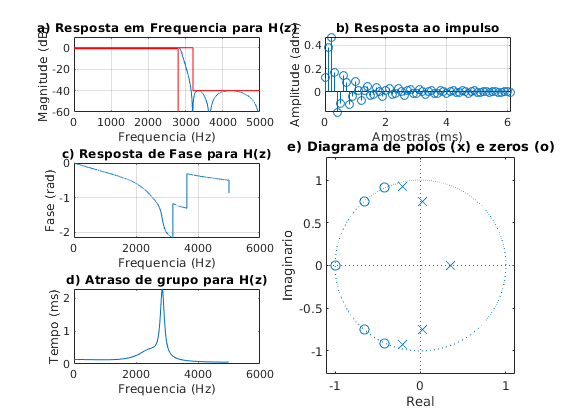 a) Resposta em Frequencia para H(z)
Magnitude (dB)
0
-20
-40
-60
0 1000 2000 3000 4000 5000
Frequencia (Hz)
b) Resposta ao impulso
Amplitude (adm)
0.4
0.2
0
0 2 4 6
Amostras (ms)
c) Resposta de Fase para H(z)
Fase (rad)
0
-1
-2
0 2000 4000 6000
Frequencia (Hz)
d) Atraso de grupo para H(z)
Tempo (ms)
2
1
0
0 2000 4000 6000
Frequencia (Hz)
e) Diagrama de polos (x) e zeros (o)
Imaginario
1
0.5
0
-0.5
-1
-1 0 1
Real